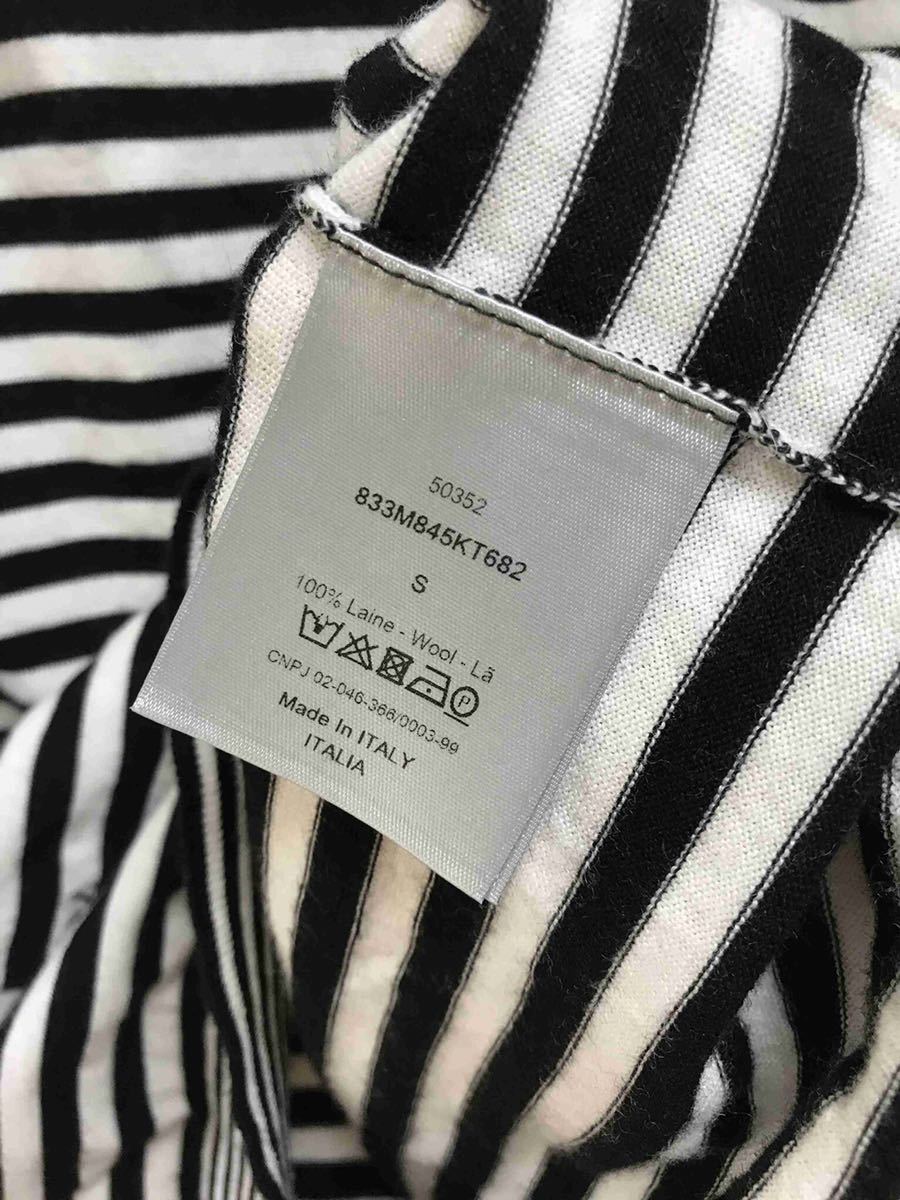 50352
833M845KT682
S
100% Laine - Wool - Lã
P
CNPJ 02-046-366/0003-99
Made In ITALY
ITALIA